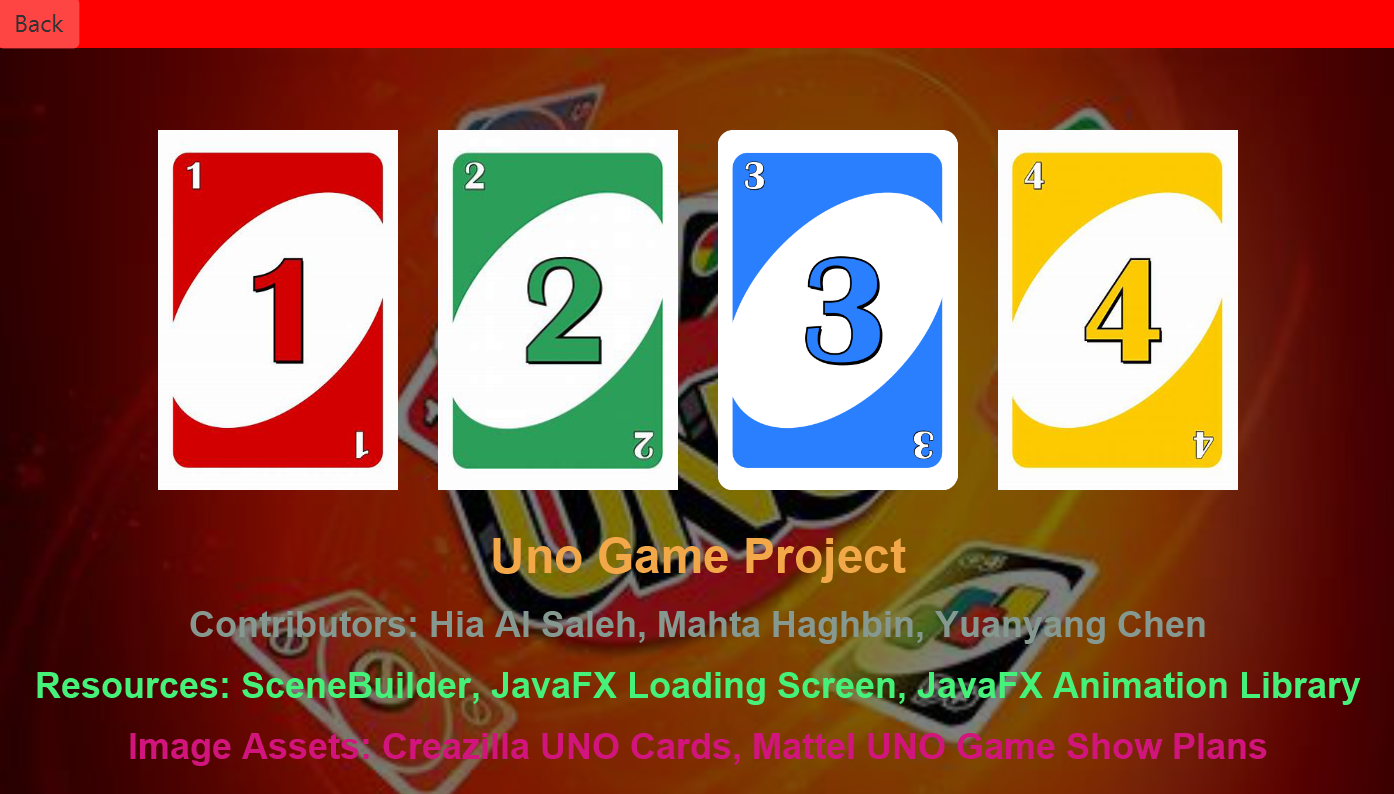 Back
1 2 3 4
1 2 3 4
1 2 3 4
UNO
Uno Game Project
Contributors: Hia Al Saleh, Mahta Haghbin, Yuanyang Chen
Resources: SceneBuilder, JavaFX Loading Screen, JavaFX Animation Library
Image Assets: Creazilla UNO Cards, Mattel UNO Game Show Plans